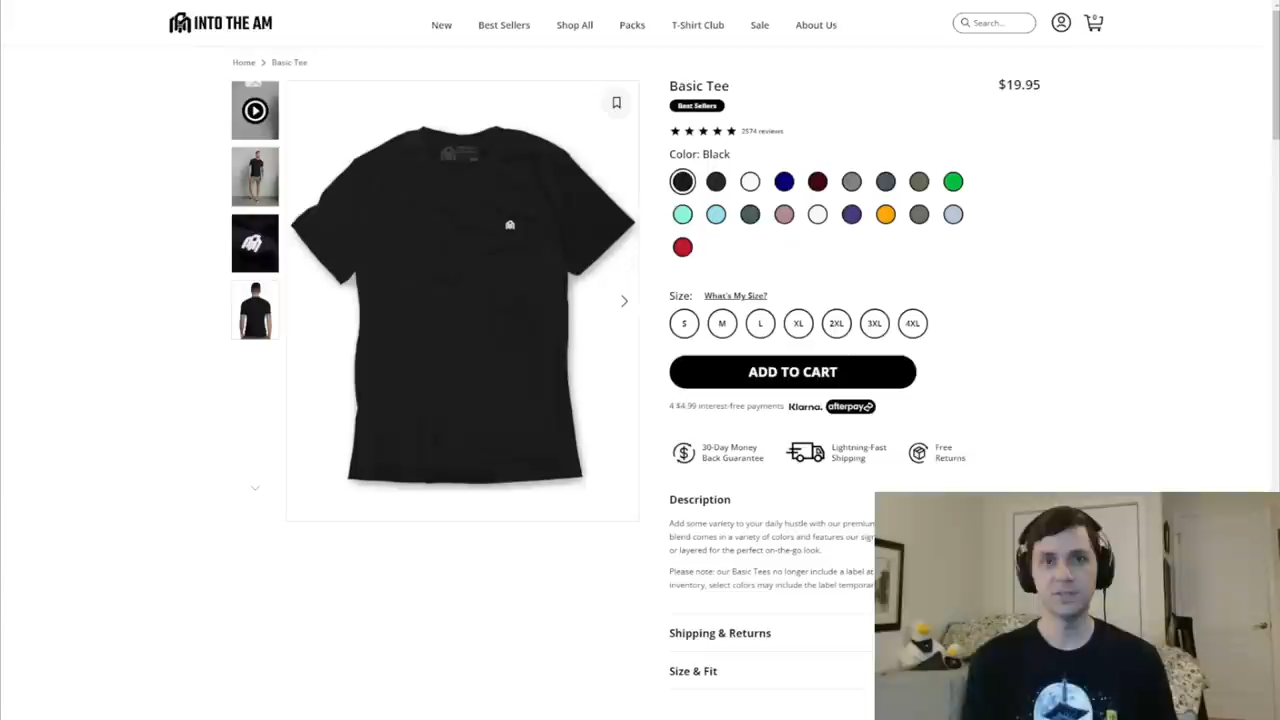 INTO THE AM
New
Best Sellers
Shop All
Packs
T-Shirt Club
Sale
About Us
Search...
0
Home
Basic Tee
Basic Tee
$19.95
Best Sellers
2574 reviews
Color: Black
Size:
What's My Size?
S
M
L
XL
2XL
3XL
4XL
ADD TO CART
4 $4.99 interest-free payments
Klarna.
afterpay
30-Day Money
Back Guarantee
Lightning-Fast
Shipping
Free
Returns
Description
Add some variety to your daily hustle with our premium
blend comes in a variety of colors and features our sig
or layered for the perfect on-the-go look.
Please note: our Basic Tees no longer include a label at
inventory, select colors may include the label temporar
Shipping & Returns
Size & Fit